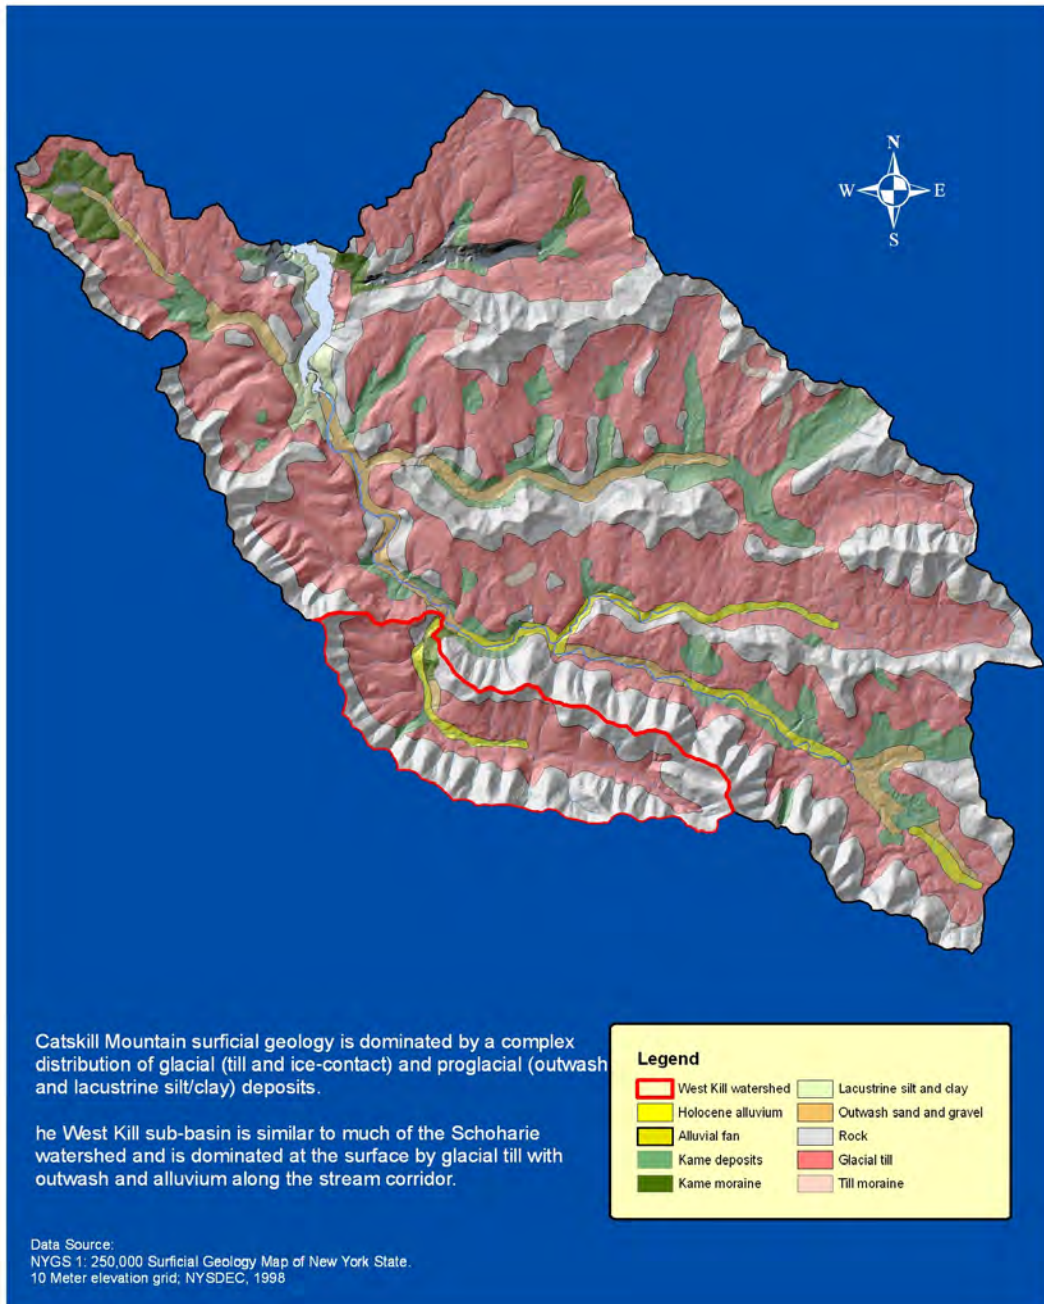 N
W E
S
Catskill Mountain surficial geology is dominated by a complex
distribution of glacial (till and ice-contact) and proglacial (outwash
and lacustrine silt/clay) deposits.
he West Kill sub-basin is similar to much of the Schoharie
watershed and is dominated at the surface by glacial till with
outwash and alluvium along the stream corridor.
Legend
West Kill watershed
Holocene alluvium
Alluvial fan
Kame deposits
Kame moraine
Lacustrine silt and clay
Outwash sand and gravel
Rock
Glacial till
Till moraine
Data Source:
NYGS 1: 250,000 Surficial Geology Map of New York State.
10 Meter elevation grid; NYSDEC, 1998